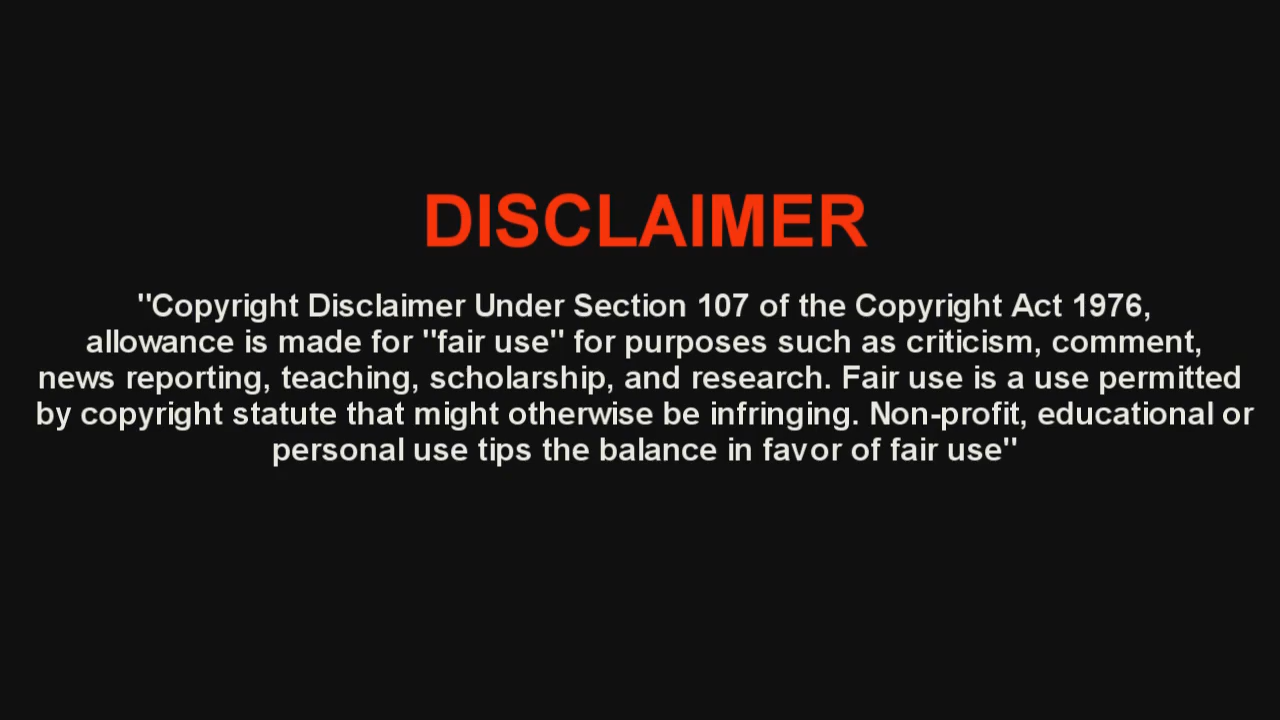 DISCLAIMER
"Copyright Disclaimer Under Section 107 of the Copyright Act 1976,
allowance is made for "fair use" for purposes such as criticism, comment,
news reporting, teaching, scholarship, and research. Fair use is a use permitted
by copyright statute that might otherwise be infringing. Non-profit, educational or
personal use tips the balance in favor of fair use"